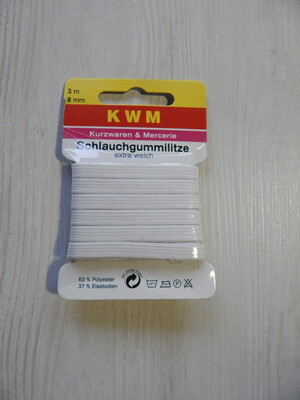 3 m
8 mm
KWM
Kurzwaren & Mercerie
Schlauchgummilitze
extra weich
63 % Polyester
37 % Elastodien